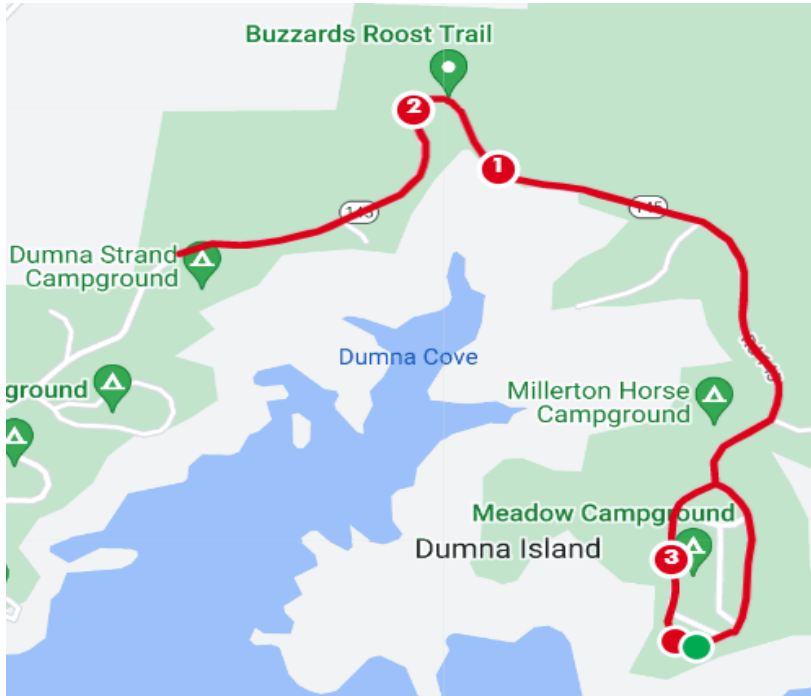 Buzzards Roost Trail
2
1
145
145
Dumna Strand
Campground
Dumna Cove
Millerton Horse
Campground
ground
Meadow Campground
Dumna Island
3